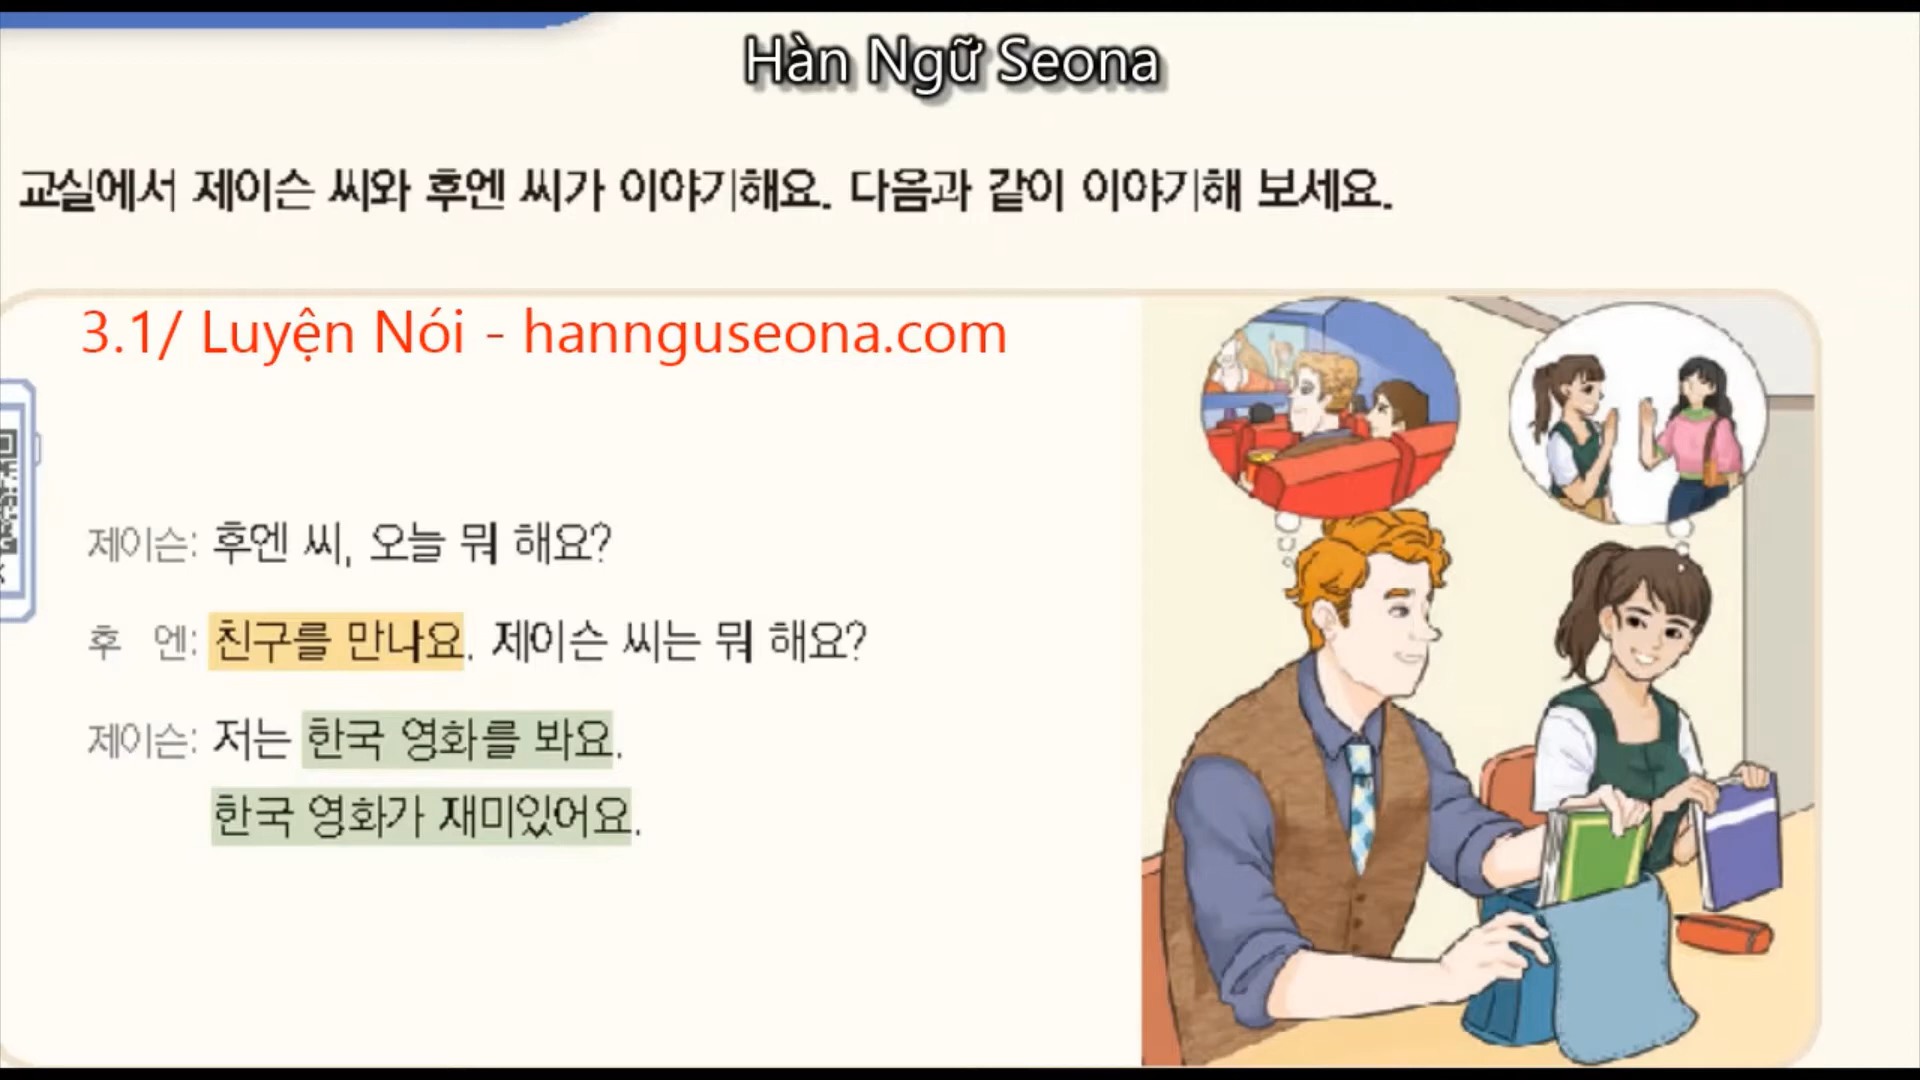 Hàn Ngữ Seona
교실에서 제이슨 씨와 후엔 씨가 이야기해요. 다음과 같이 이야기해 보세요.
3.1/ Luyện Nói - hannguseona.com
제이슨: 후엔 씨, 오늘 뭐 해요?
후 엔: 친구를 만나요. 제이슨 씨는 뭐 해요?
제이슨: 저는 한국 영화를 봐요.
한국 영화가 재미있어요.